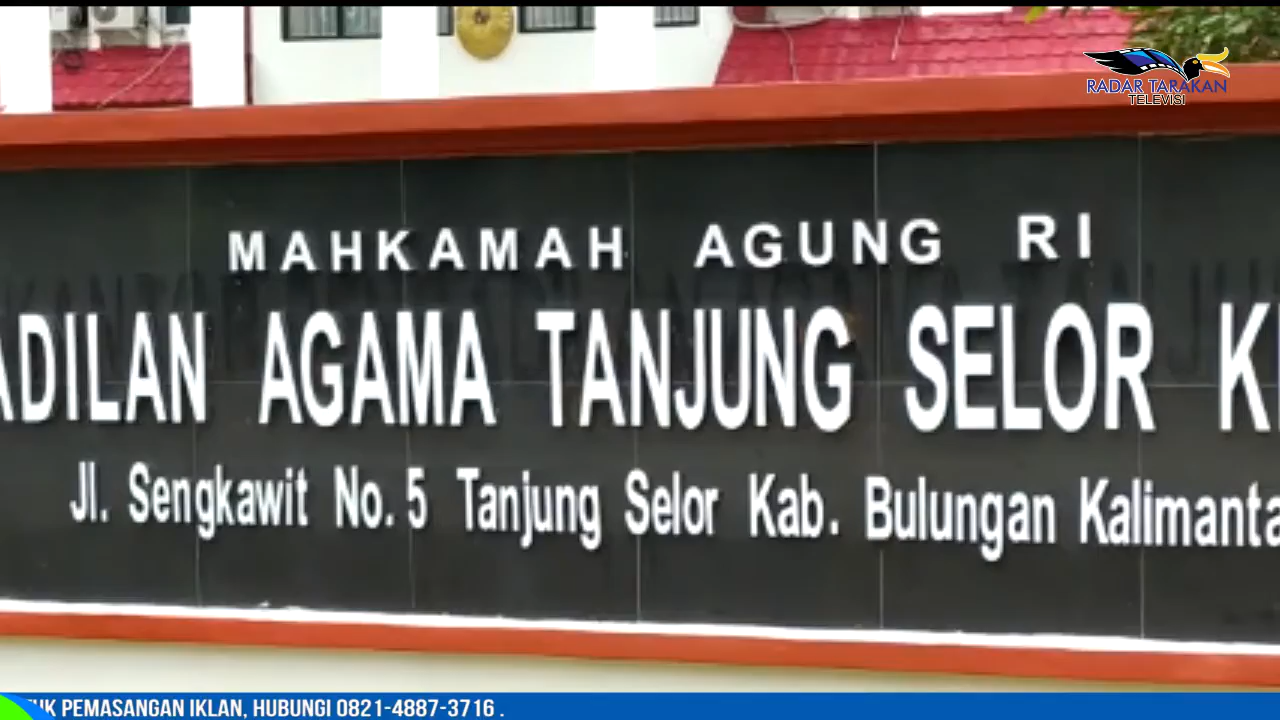 RADAR TARAKAN
TELEVISI
MAHKAMAH AGUNG RI
ADILAN AGAMA TANJUNG SELOR K
Jl. Sengkawit No. 5 Tanjung Selor Kab. Bulungan Kalimanta
UK PEMASANGAN IKLAN, HUBUNGI 0821-4887-3716 .